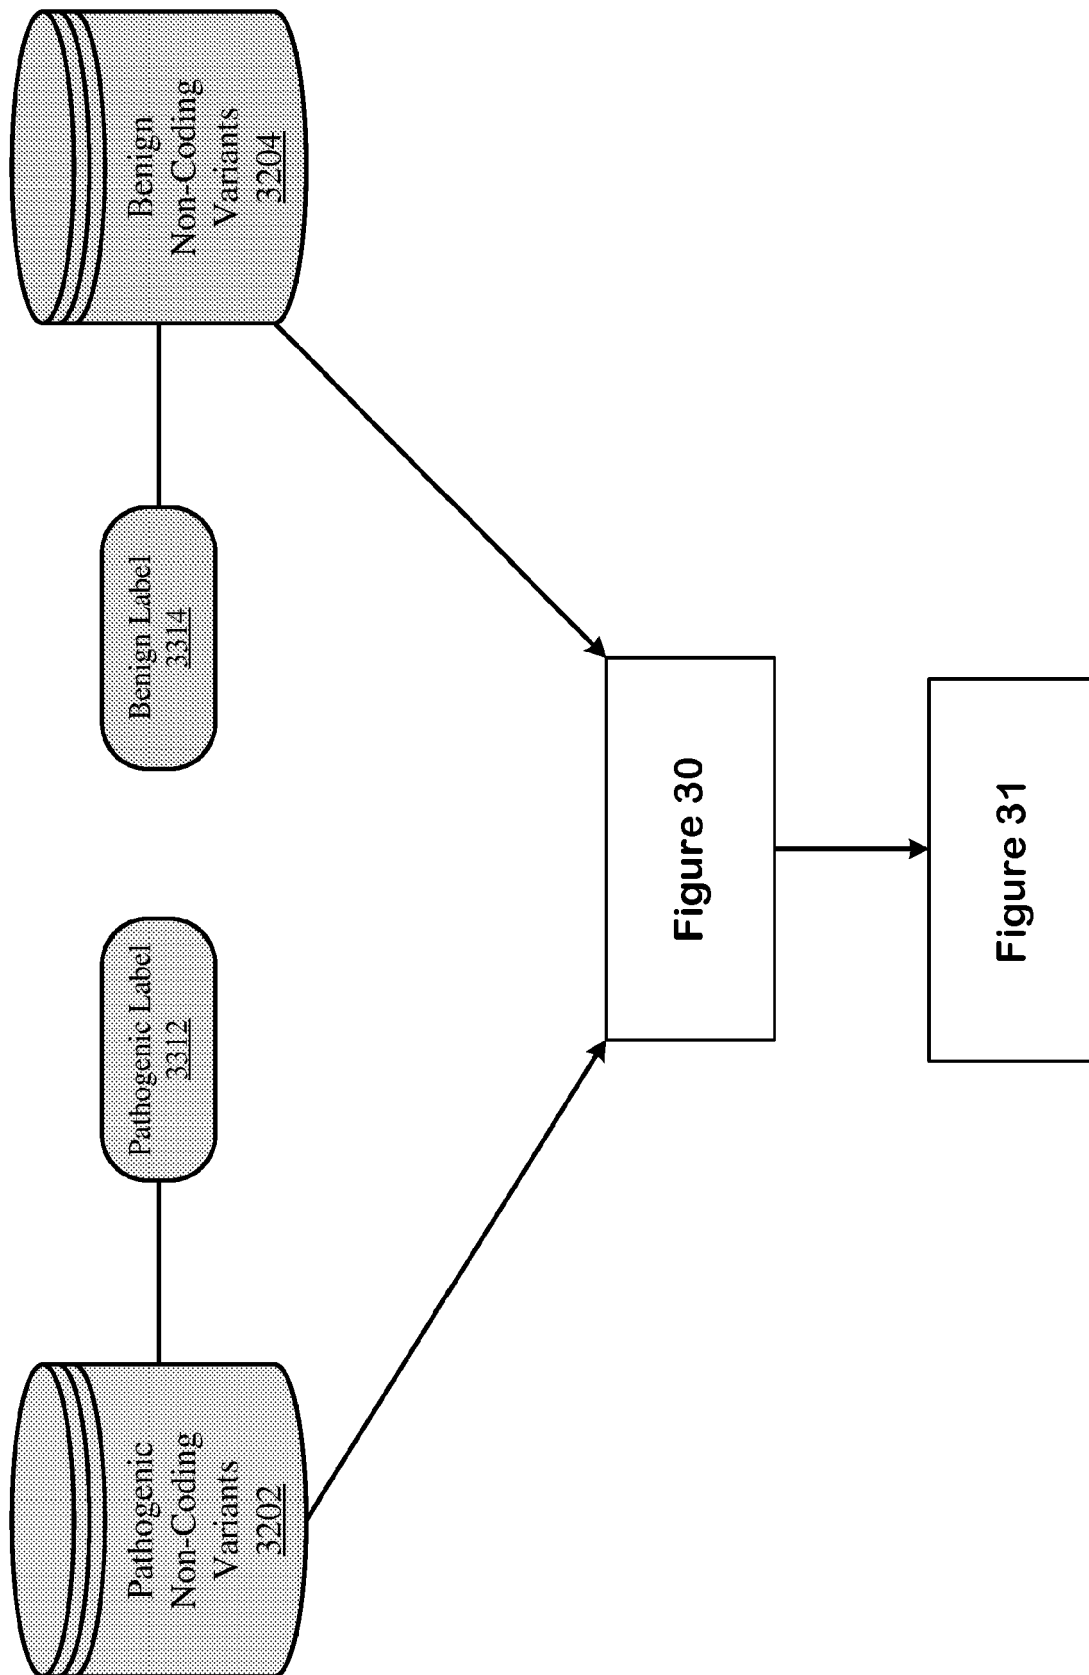 Pathogenic
Non-Coding
Variants
3202
Pathogenic Label
3312
Benign Label
3314
Benign
Non-Coding
Variants
3204
Figure 30
Figure 31